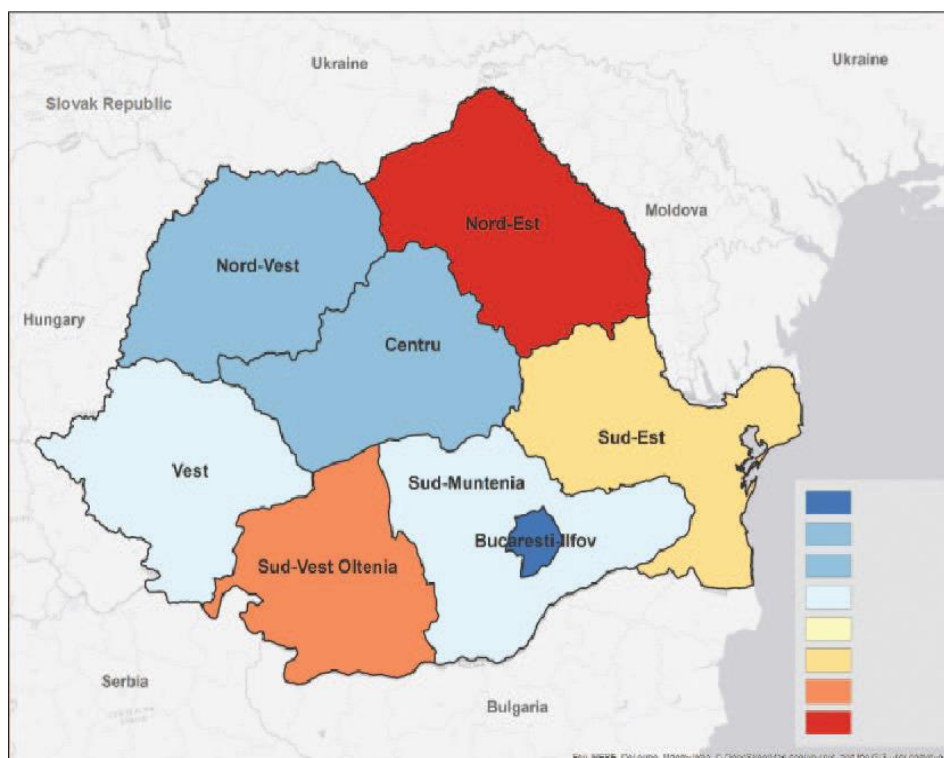 Ukraine
Ukraine
Slovak Republic
Moldova
Nord-Est
Nord-Vest
Hungary
Centru
Sud-Est
Vest
Sud-Muntenia
Bucaresti-Ilfov
Sud-Vest Oltenia
Serbia
Bulgaria